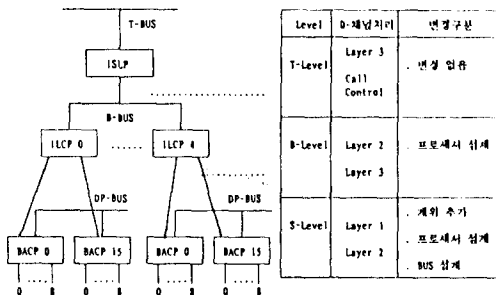 T-BUS
ISLP
B-BUS
ILCP 0 ILCP 4
DP-BUS DP-BUS
BACP 0 BACP 15 BACP 0 BACP 15
0 8 0 8 0 8 0 8
Level D-채널처리 변경구분
T-Level Layer 3 . 변경 없음
Call
Control
B-Level Layer 2 . 프로세서 설계
Layer 3
S-Level Layer 1 . 계위 추가
Layer 2 . 프로세서 설계
BUS 설계